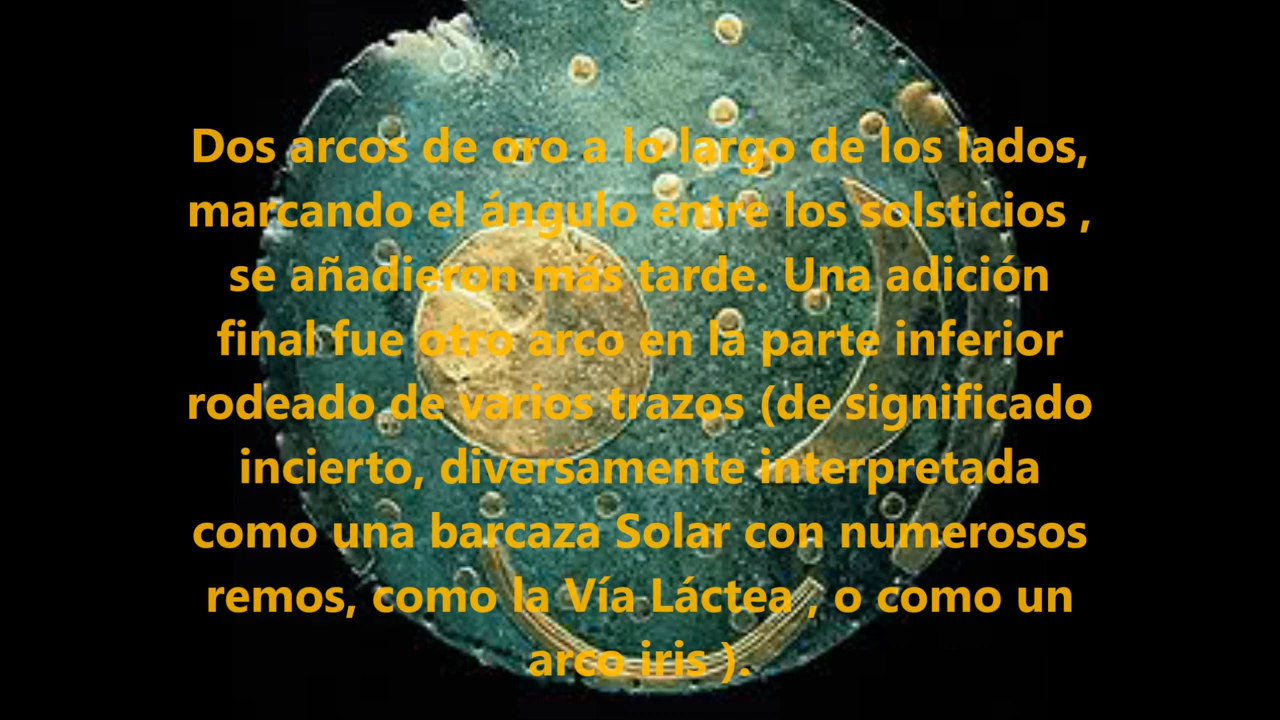 Dos arcos de oro a lo largo de los lados,
marcando el ángulo entre los solsticios ,
se añadieron más tarde. Una adición
final fue otro arco en la parte inferior
rodeado de varios trazos (de significado
incierto, diversamente interpretada
como una barcaza Solar con numerosos
remos, como la Vía Láctea , o como un
arco iris ).